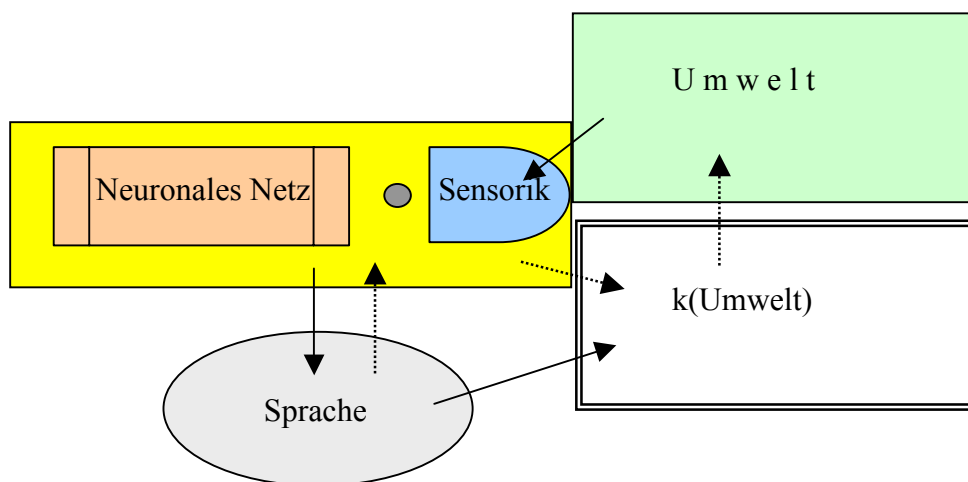 U m w e l t
Neuronales Netz
Sensorik
k(Umwelt)
Sprache